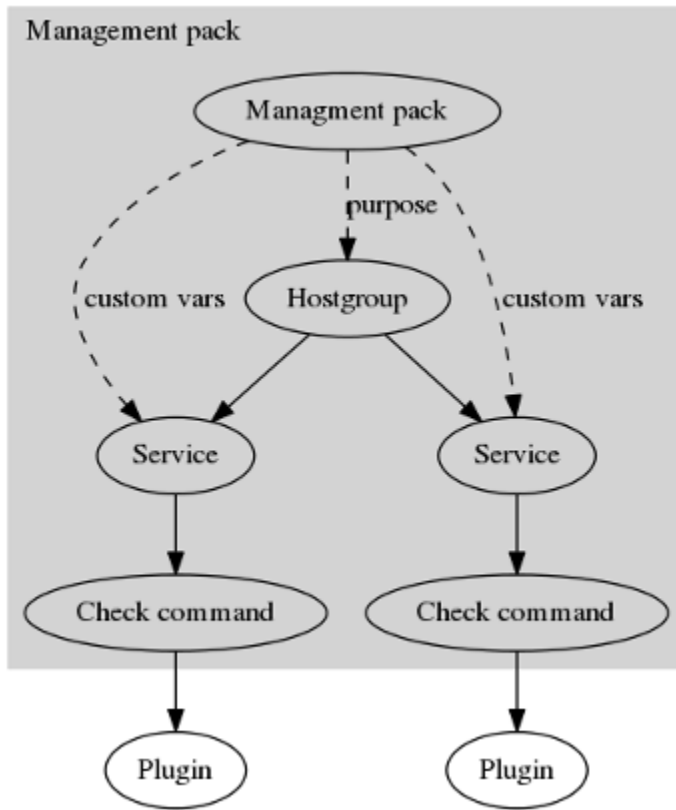 Management pack
Managment pack
purpose
custom vars
Hostgroup
custom vars
Service
Service
Check command
Check command
Plugin
Plugin